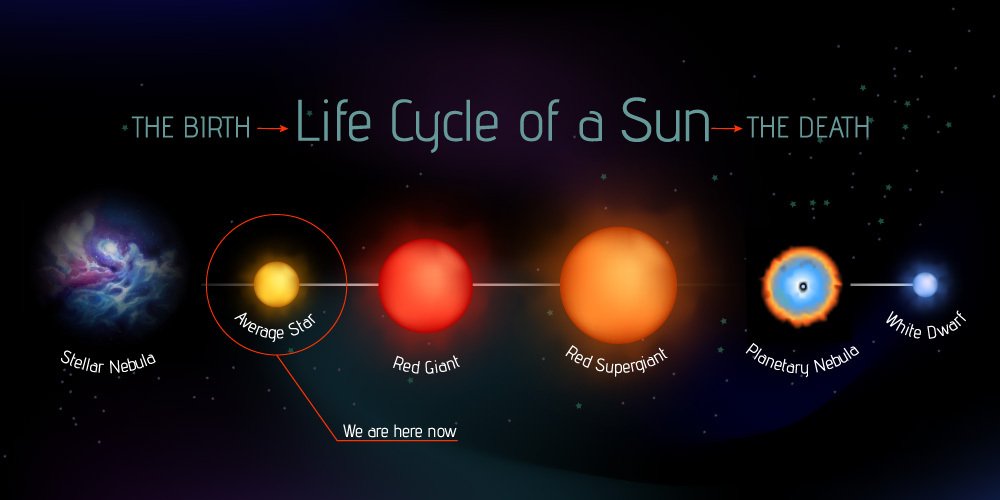 THE BIRTH → Life Cycle of a Sun → THE DEATH
Stellar Nebula
Average Star
Red Giant
Red Supergiant
Planetary Nebula
White Dwarf
We are here now